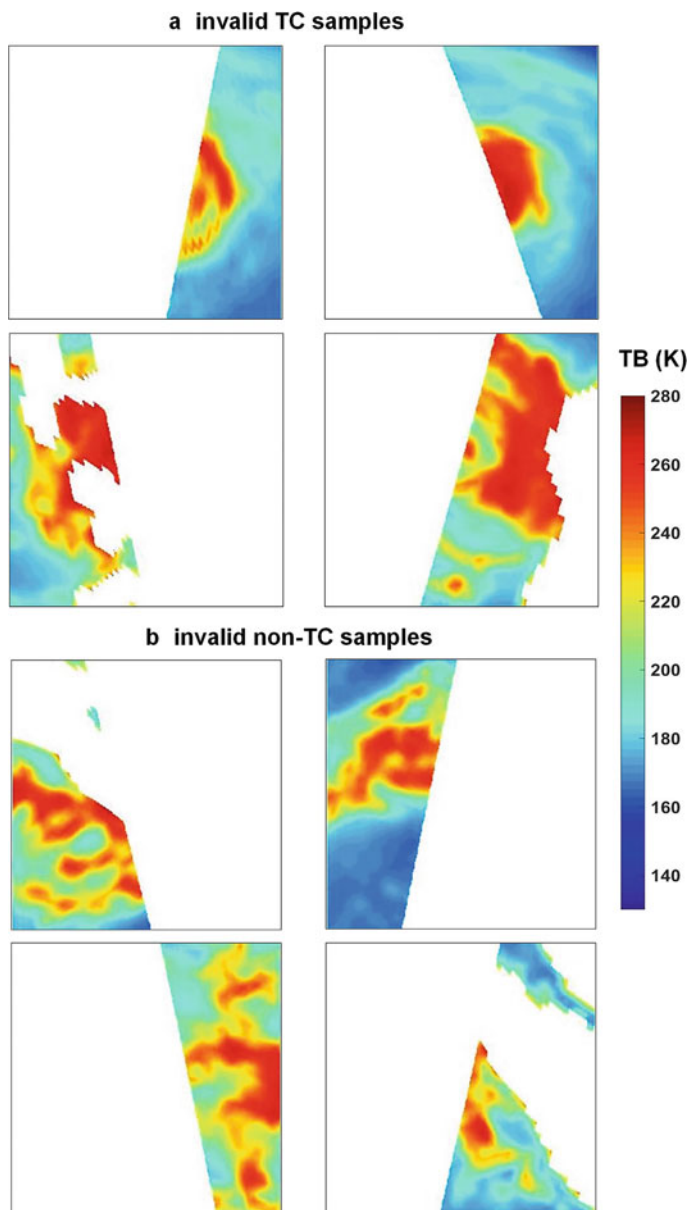 a invalid TC samples
TB (K)
280
260
240
220
200
180
160
140
b invalid non-TC samples